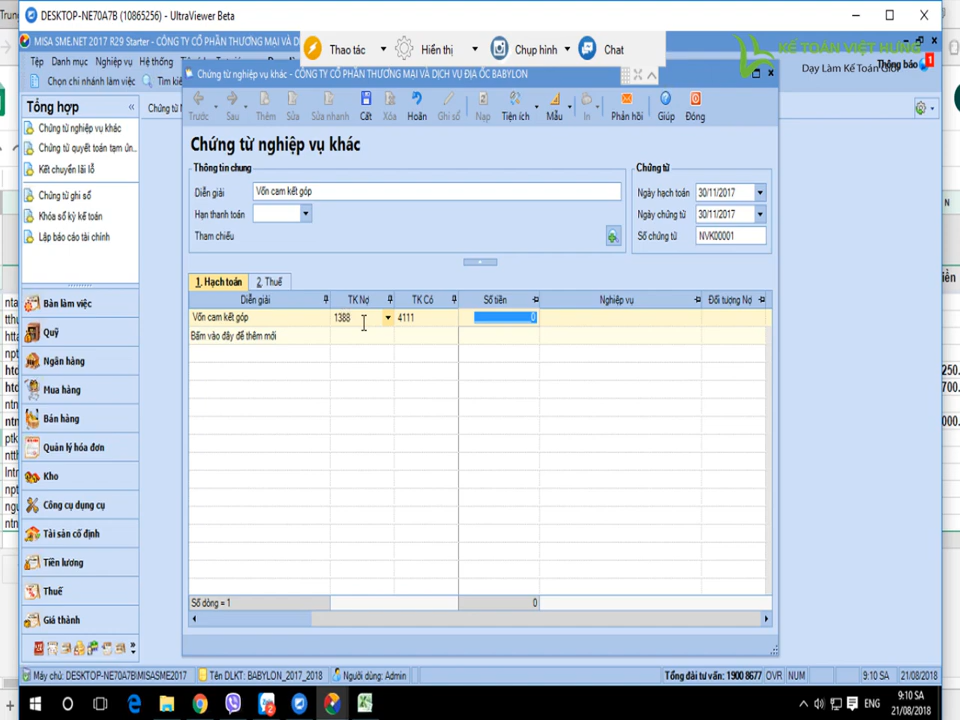 DESKTOP-NE70A7B (10865256) - UltraViewer Beta
MISA SME.NET 2017 R29 Starter - CÔNG TY CỔ PHẦN THƯƠNG MẠI VÀ D
Thao tác
Hiển thị
Chụp hình
Chat
KẾ TOÁN VIỆT HƯNG
Dạy Làm Kế Toán
Thông báo
1
Tệp Danh mục Nghiệp vụ Hệ thống
Chọn chi nhánh làm việc
Chứng từ nghiệp vụ khác - CÔNG TY CỔ PHẦN THƯƠNG MẠI VÀ DỊCH VỤ ĐỊA ỐC BABYLON
Tổng hợp
Chứng từ nghiệp vụ khác
Chứng từ quyết toán tạm ứn...
Kết chuyển lãi lỗ
Chứng từ ghi sổ
Khóa sổ kỳ kế toán
Lập báo cáo tài chính
Bàn làm việc
Quỹ
Ngân hàng
Mua hàng
Bán hàng
Quản lý hóa đơn
Kho
Công cụ dụng cụ
Tài sản cố định
Tiền lương
Thuế
Giá thành
Trước Sau Thêm Sửa Sửa nhanh Cất Xóa Hoãn Ghi sổ Nạp Tiện ích Mẫu In Phản hồi Giúp Đóng
Chứng từ nghiệp vụ khác
Thông tin chung
Diễn giải Vốn cam kết góp
Hạn thanh toán
Tham chiếu
Chứng từ
Ngày hạch toán 30/11/2017
Ngày chứng từ 30/11/2017
Số chứng từ NVK00001
1. Hạch toán 2. Thuế
Diễn giải TK Nợ TK Có Số tiền Nghiệp vụ Đối tượng Nợ
Vốn cam kết góp 1388 4111 0
Bấm vào đây để thêm mới
Số dòng = 1 0
Máy chủ: DESKTOP-NE70A7B\MISASME2017 Tên DLKT: BABYLON_2017_2018 Người dùng: Admin Tổng đài tư vấn: 1900 8677 OVR NUM 9:10 SA 21/08/2018
ENG
9:10 SA
21/08/2018